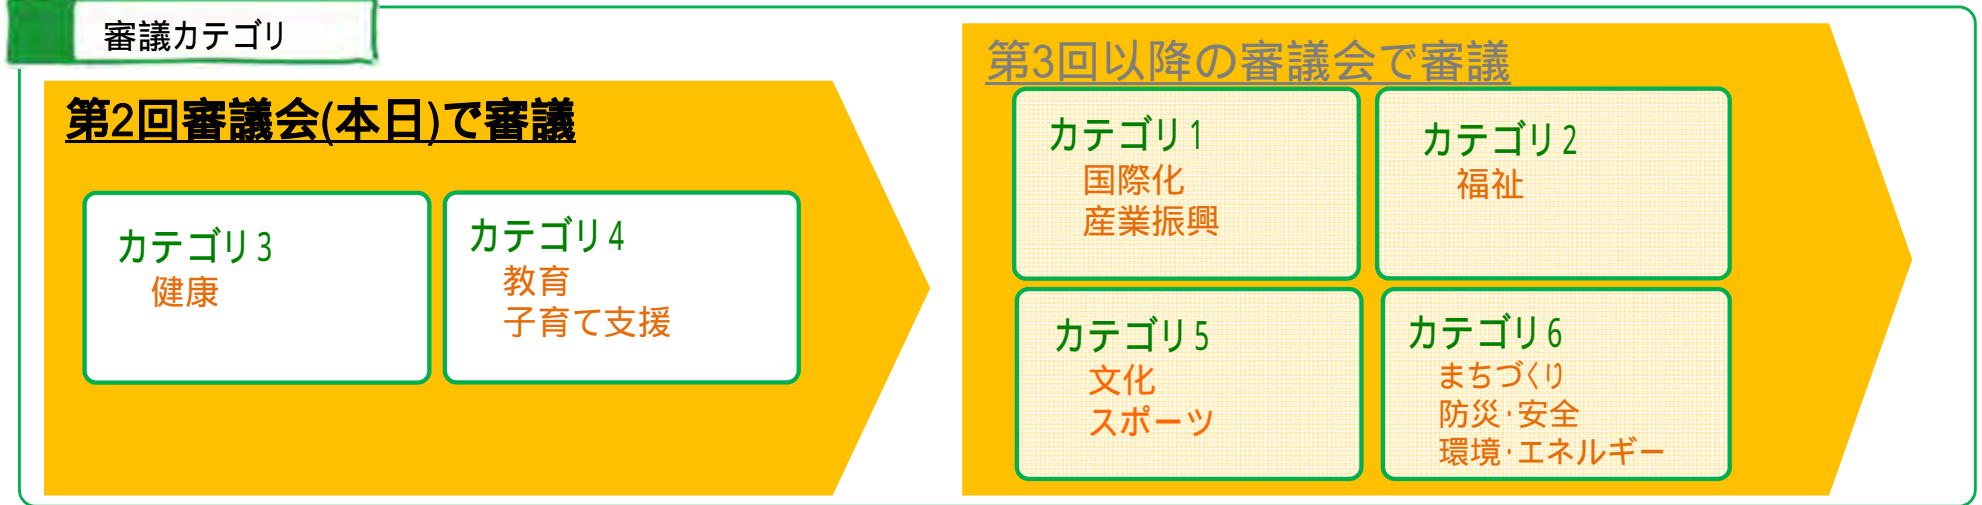 審議カテゴリ
第2回審議会(本日)で審議
カテゴリ3
健康
カテゴリ4
教育
子育て支援
第3回以降の審議会で審議
カテゴリ1
国際化
産業振興
カテゴリ2
福祉
カテゴリ5
文化
スポーツ
カテゴリ6
まちづくり
防災・安全
環境・エネルギー